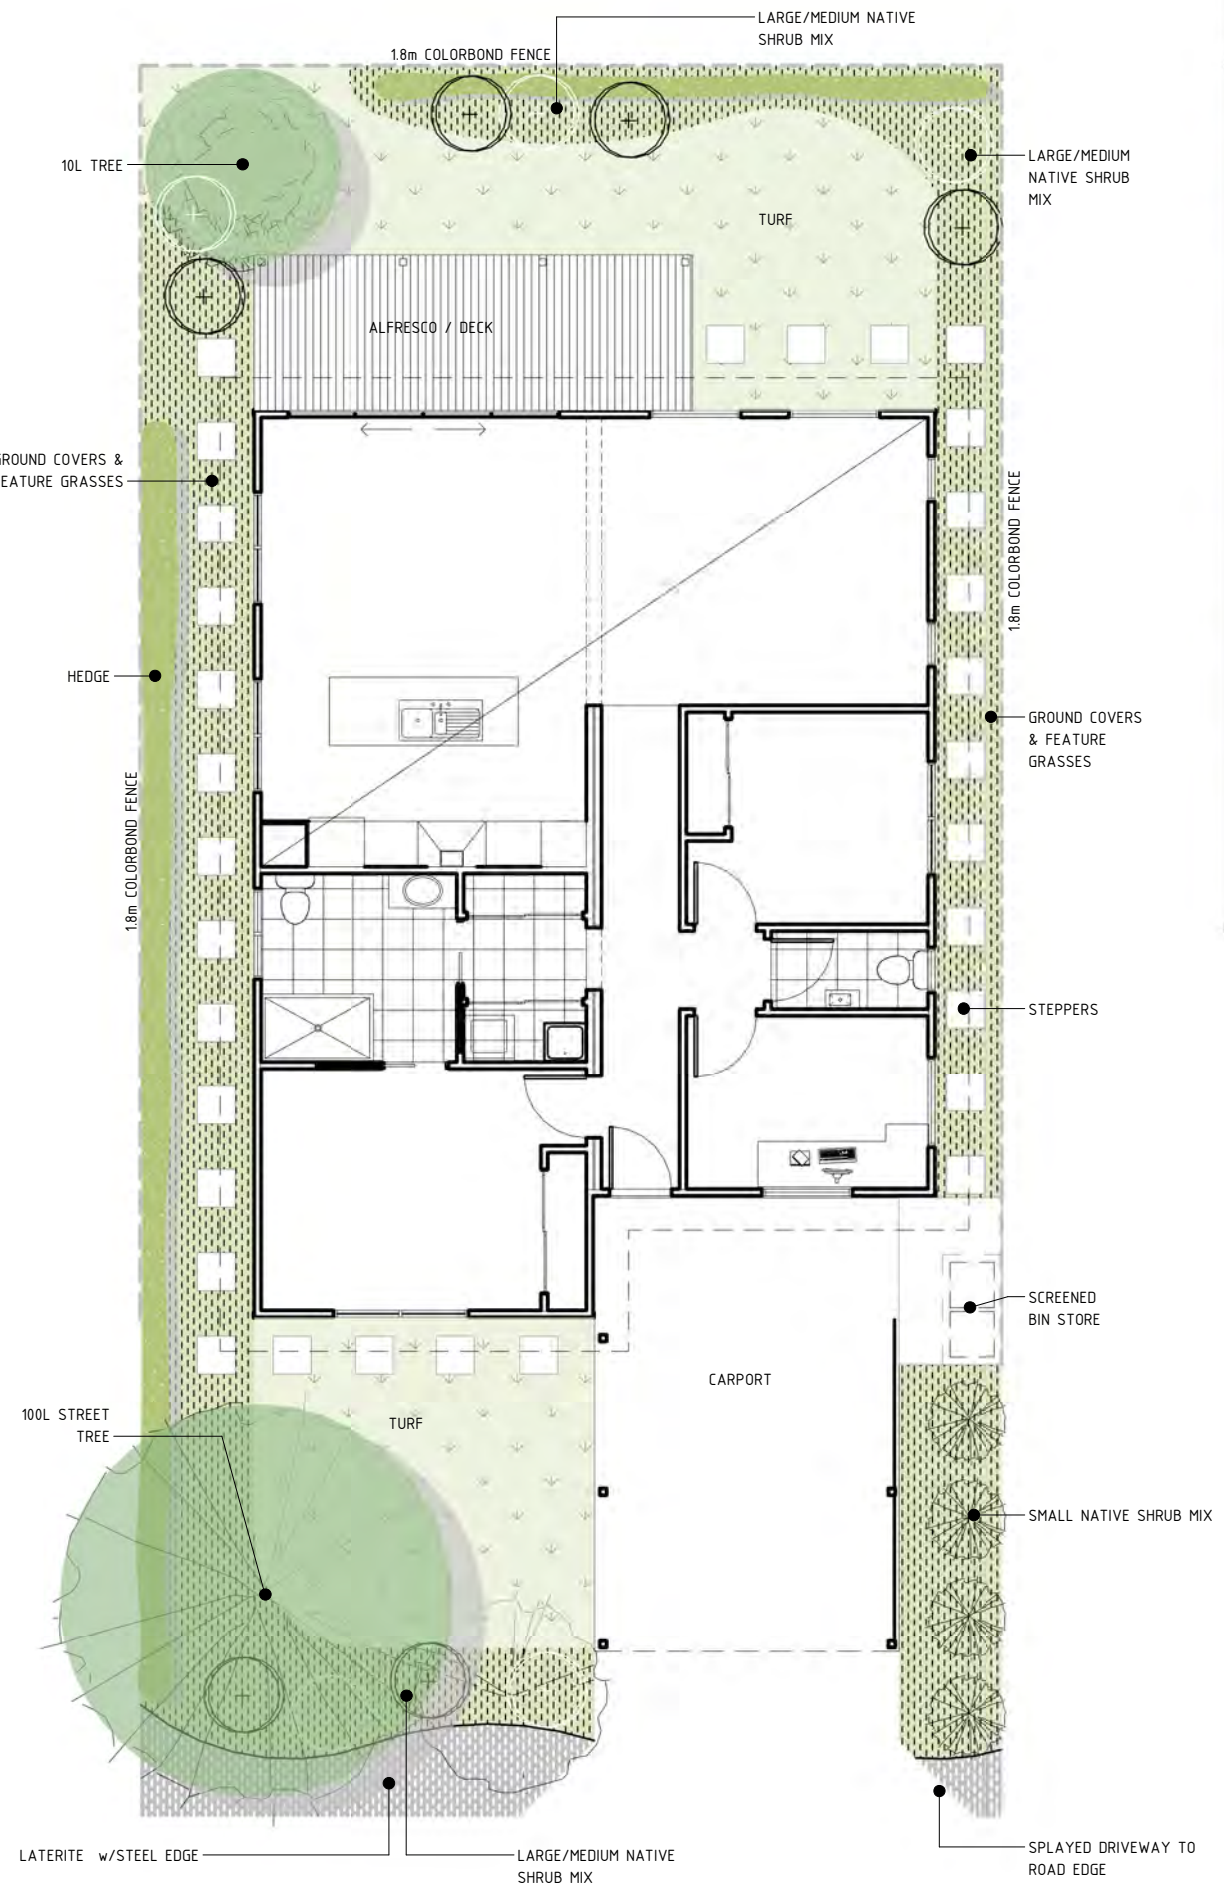 LARGE/MEDIUM NATIVE
SHRUB MIX
1.8m COLORBOND FENCE
10L TREE
LARGE/MEDIUM
NATIVE SHRUB
MIX
TURF
ALFRESCO / DECK
ROUND COVERS &
EATURE GRASSES
1.8m COLORBOND FENCE
HEDGE
GROUND COVERS
& FEATURE
GRASSES
1.8m COLORBOND FENCE
STEPPERS
SCREENED
BIN STORE
CARPORT
100L STREET
TREE
TURF
SMALL NATIVE SHRUB MIX
LATERITE w/STEEL EDGE
LARGE/MEDIUM NATIVE
SHRUB MIX
SPLAYED DRIVEWAY TO
ROAD EDGE